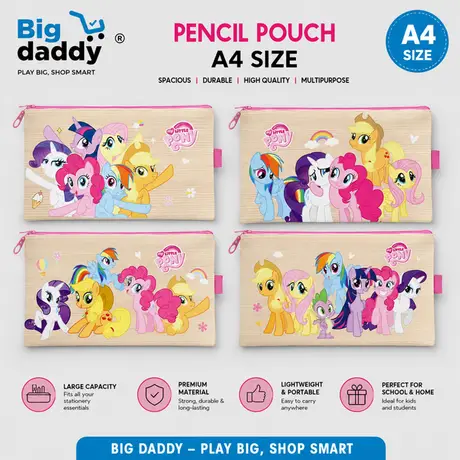 Big
daddy®
PLAY BIG, SHOP SMART
PENCIL POUCH
A4 SIZE
SPACIOUS | DURABLE | HIGH QUALITY | MULTIPURPOSE
A4
SIZE
MY LITTLE
Pony
MY LITTLE
Pony
MY LITTLE
Pony
MY LITTLE
Pony
LARGE CAPACITY
Fits all your
stationery
essentials
PREMIUM
MATERIAL
Strong, durable &
long-lasting
LIGHTWEIGHT
& PORTABLE
Easy to carry
anywhere
PERFECT FOR
SCHOOL & HOME
Ideal for kids
and students
BIG DADDY – PLAY BIG, SHOP SMART